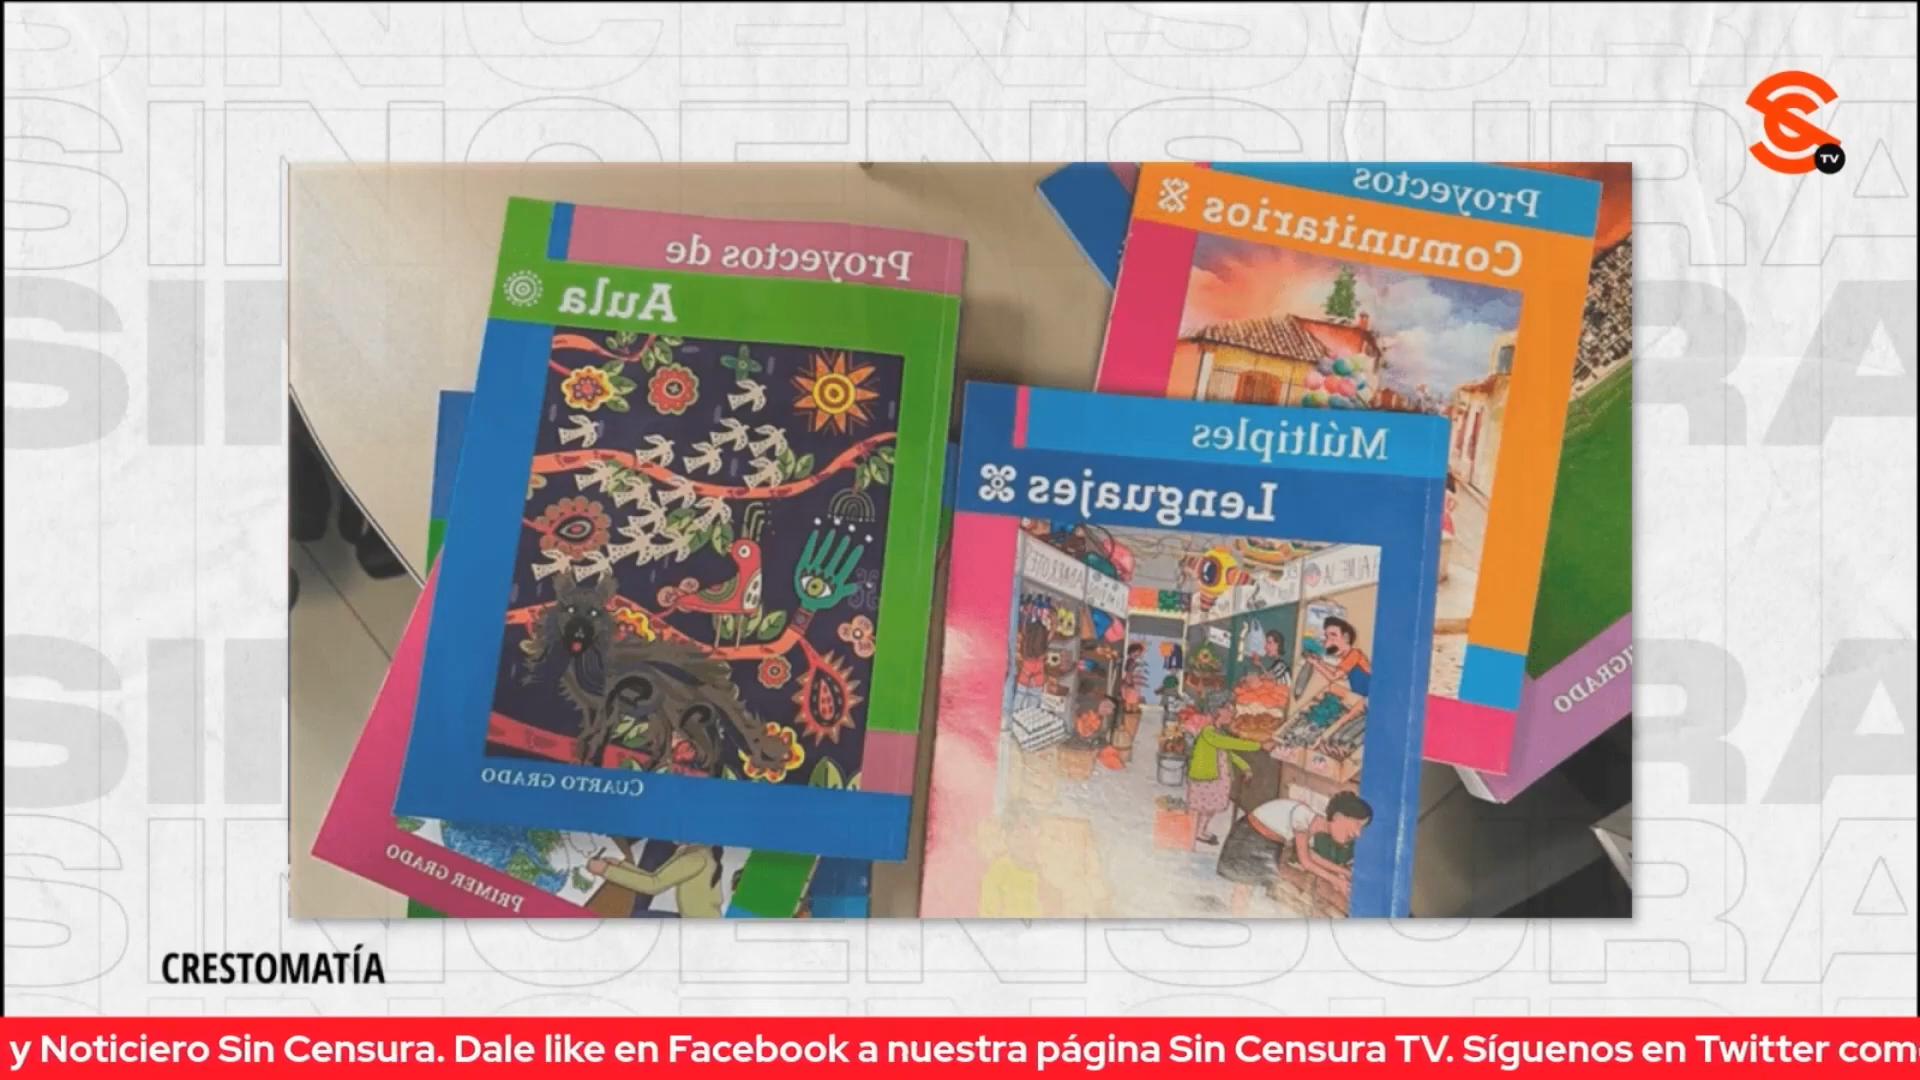 SINCENSURA
TV
Proyectos de
Aula
CUARTO GRADO
PRIMER GRADO
Proyectos
Comunitarios
Múltiples
Lenguajes
GRADO
CRESTOMATÍA
y Noticiero Sin Censura. Dale like en Facebook a nuestra página Sin Censura TV. Síguenos en Twitter com